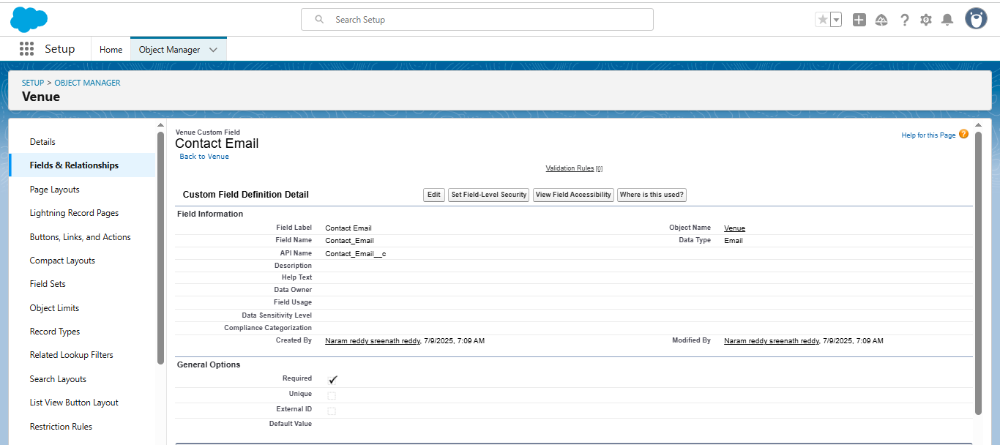 Search Setup
Setup
Home
Object Manager
SETUP > OBJECT MANAGER
Venue
Details
Fields & Relationships
Page Layouts
Lightning Record Pages
Buttons, Links, and Actions
Compact Layouts
Field Sets
Object Limits
Record Types
Related Lookup Filters
Search Layouts
List View Button Layout
Restriction Rules
Venue Custom Field
Contact Email
Back to Venue
Help for this Page ?
Validation Rules [0]
Custom Field Definition Detail
Edit
Set Field-Level Security
View Field Accessibility
Where is this used?
Field Information
Field Label Contact Email Object Name Venue
Field Name Contact_Email Data Type Email
API Name Contact_Email__c
Description
Help Text
Data Owner
Field Usage
Data Sensitivity Level
Compliance Categorization
Created By Naram reddy sreenath reddy, 7/9/2025, 7:09 AM Modified By Naram reddy sreenath reddy, 7/9/2025, 7:09 AM
General Options
Required
Unique
External ID
Default Value